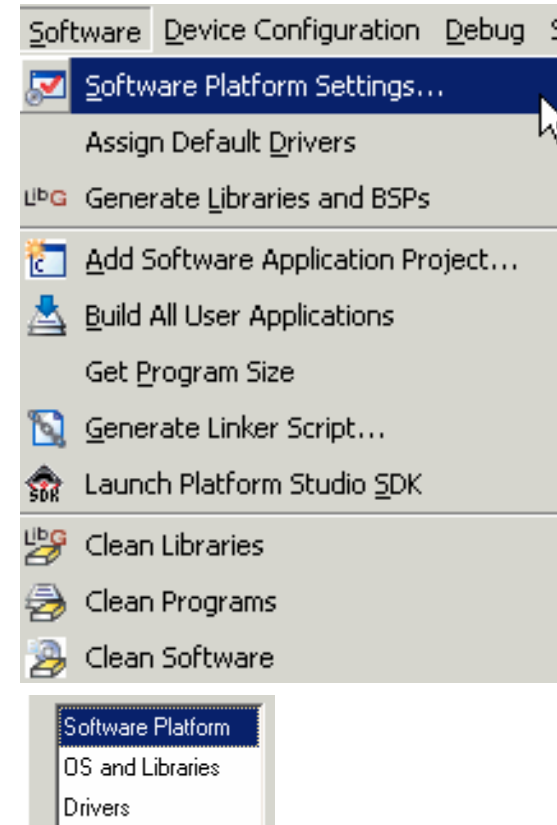 Software Device Configuration Debug S
Software Platform Settings...
Assign Default Drivers
LibG Generate Libraries and BSPs
Add Software Application Project...
Build All User Applications
Get Program Size
Generate Linker Script...
SDK Launch Platform Studio SDK
LibG Clean Libraries
Clean Programs
Clean Software
Software Platform
OS and Libraries
Drivers